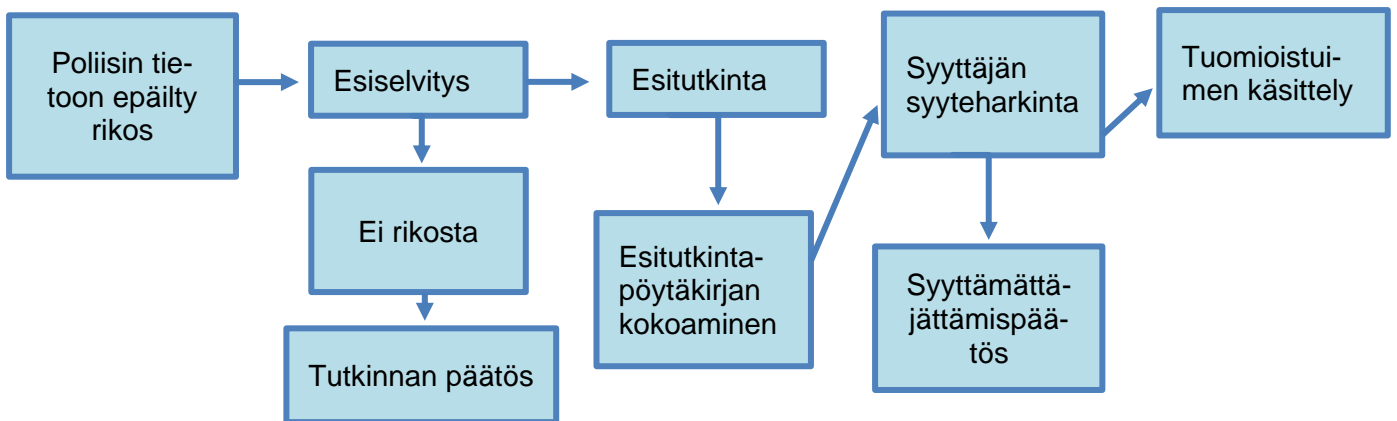 Poliisin tie-
toon epäilty
rikos
Esiselvitys
Esitutkinta
Syyttäjän
syyteharkinta
Tuomioistui-
men käsittely
Ei rikosta
Esitutkinta-
pöytäkirjan
kokoaminen
Syyttämättä-
jättämispää-
tös
Tutkinnan päätös